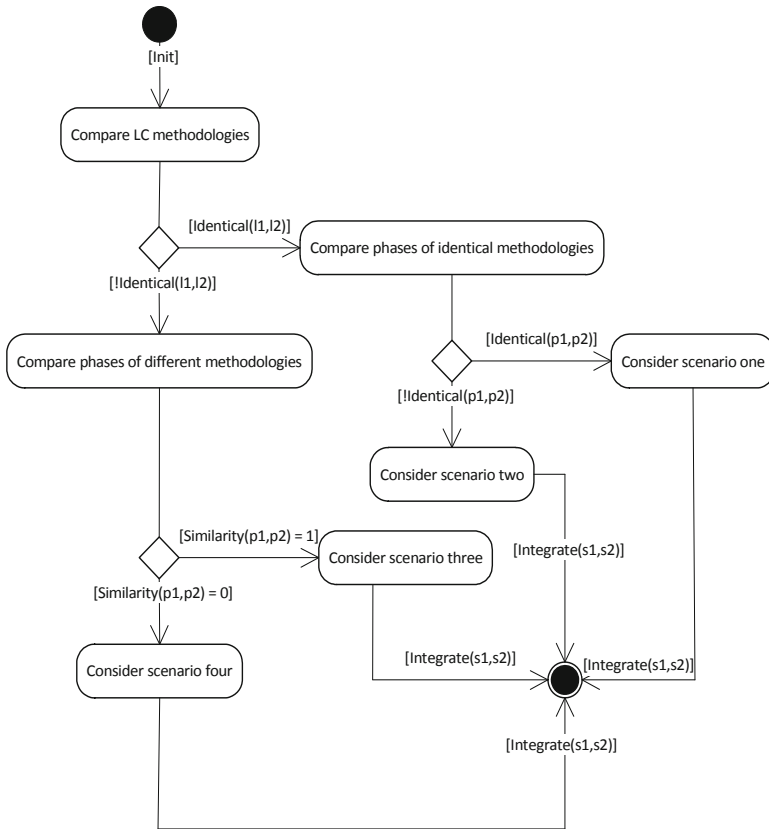 [Init]
Compare LC methodologies
[Identical(l1,l2)]
Compare phases of identical methodologies
[!Identical(l1,l2)]
Compare phases of different methodologies
[Identical(p1,p2)]
Consider scenario one
[!Identical(p1,p2)]
Consider scenario two
[Similarity(p1,p2) = 1]
Consider scenario three
[Integrate(s1,s2)]
[Similarity(p1,p2) = 0]
Consider scenario four
[Integrate(s1,s2)]
[Integrate(s1,s2)]
[Integrate(s1,s2)]